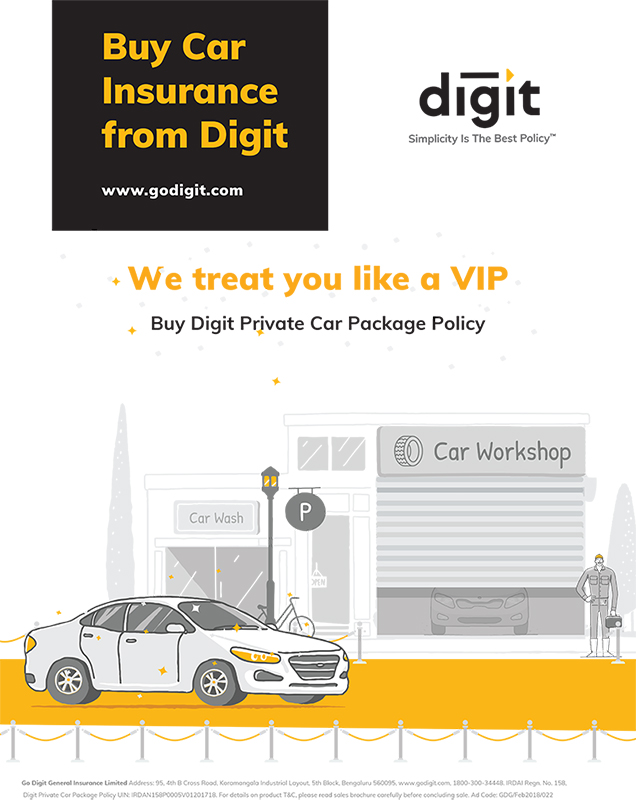 Buy Car
Insurance
from Digit
www.godigit.com
digit
Simplicity Is The Best Policy™
We treat you like a VIP
Buy Digit Private Car Package Policy
Car Workshop
Car Wash
P
OPEN
Go Digit General Insurance Limited Address: 95, 4th B Cross Road, Koramangala Industrial Layout, 5th Block, Bengaluru 560095, www.godigit.com, 1800-300-34448. IRDAI Regn. No. 158,
Digit Private Car Package Policy UIN: IRDAN158P0005V01201718. For details on product T&C, please read sales brochure carefully before concluding sale. Ad Code: GDG/Feb2018/022